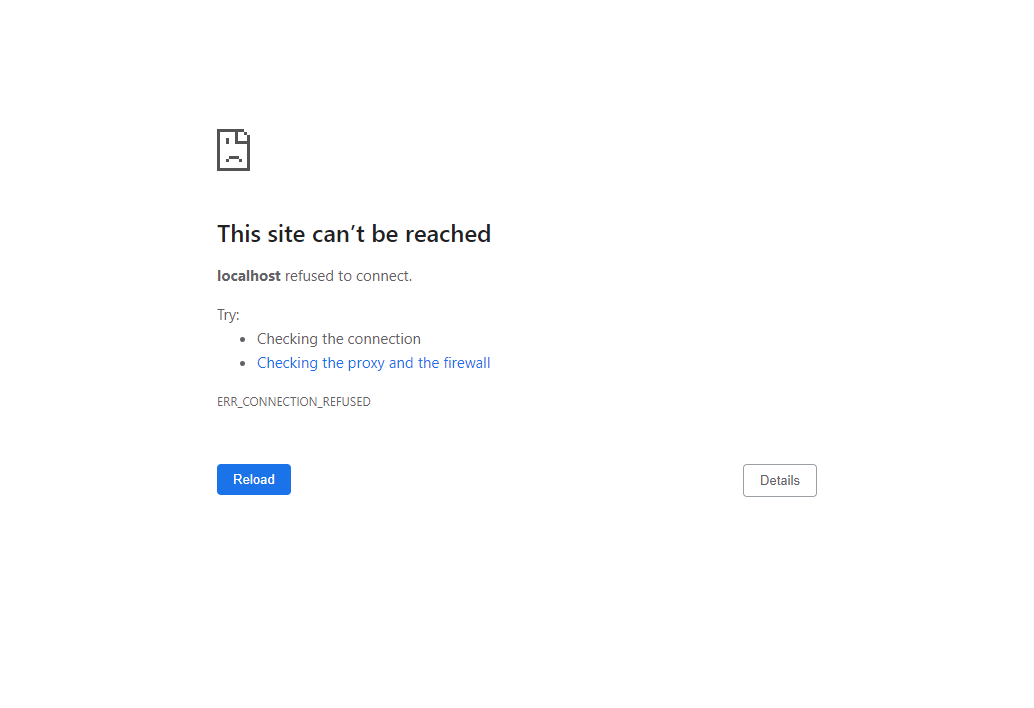 This site can’t be reached
localhost refused to connect.
Try:
Checking the connection
Checking the proxy and the firewall
ERR_CONNECTION_REFUSED
Reload
Details